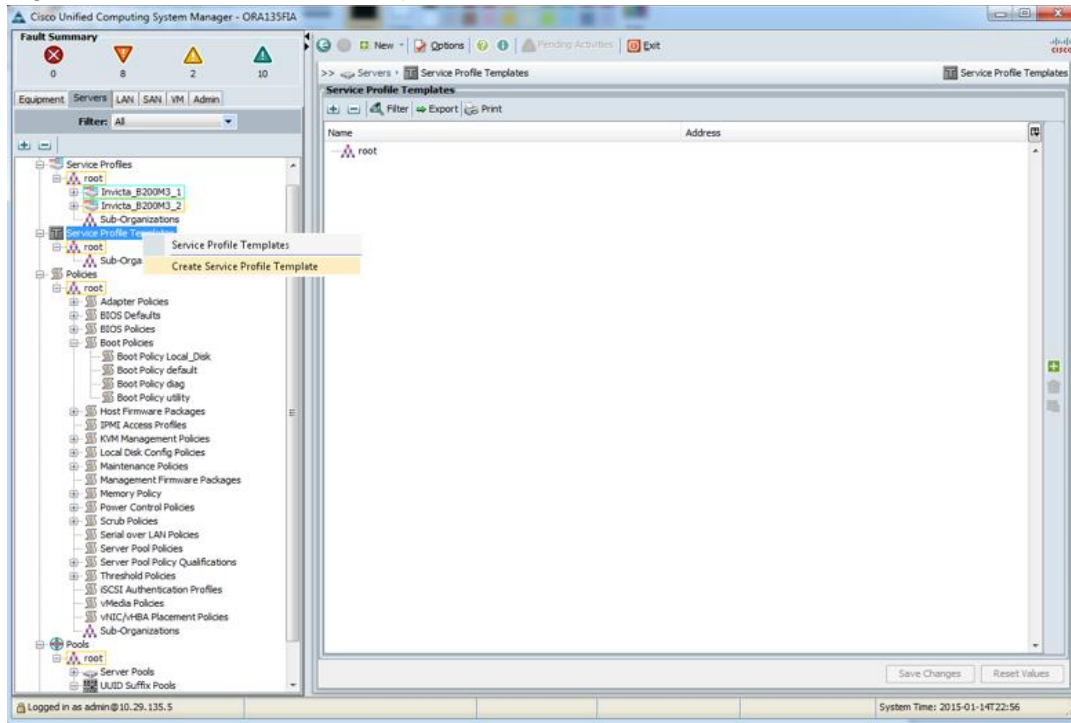 Cisco Unified Computing System Manager - ORA135FIA
Fault Summary
0 8 2 10
New Options Pending Activities Exit
>> Servers Service Profile Templates
Service Profile Templates
Equipment Servers LAN SAN VM Admin
Filter: All
Service Profile Templates
Filter Export Print
Name Address
root
Service Profiles
root
Invicta_B200M3_1
Invicta_B200M3_2
Sub-Organizations
Service Profile Templates
root
Sub-Orga
Service Profile Templates
Create Service Profile Template
Policies
root
Adapter Policies
BIOS Defaults
BIOS Policies
Boot Policies
Boot Policy Local_Disk
Boot Policy default
Boot Policy diag
Boot Policy utility
Host Firmware Packages
IPMI Access Profiles
KVM Management Policies
Local Disk Config Policies
Maintenance Policies
Management Firmware Packages
Memory Policy
Power Control Policies
Scrub Policies
Serial over LAN Policies
Server Pool Policies
Server Pool Policy Qualifications
Threshold Policies
iSCSI Authentication Profiles
vMedia Policies
vNIC/vHBA Placement Policies
Sub-Organizations
Pools
root
Server Pools
UUID Suffix Pools
Save Changes Reset Values
Logged in as admin@10.29.135.5
System Time: 2015-01-14T22:56